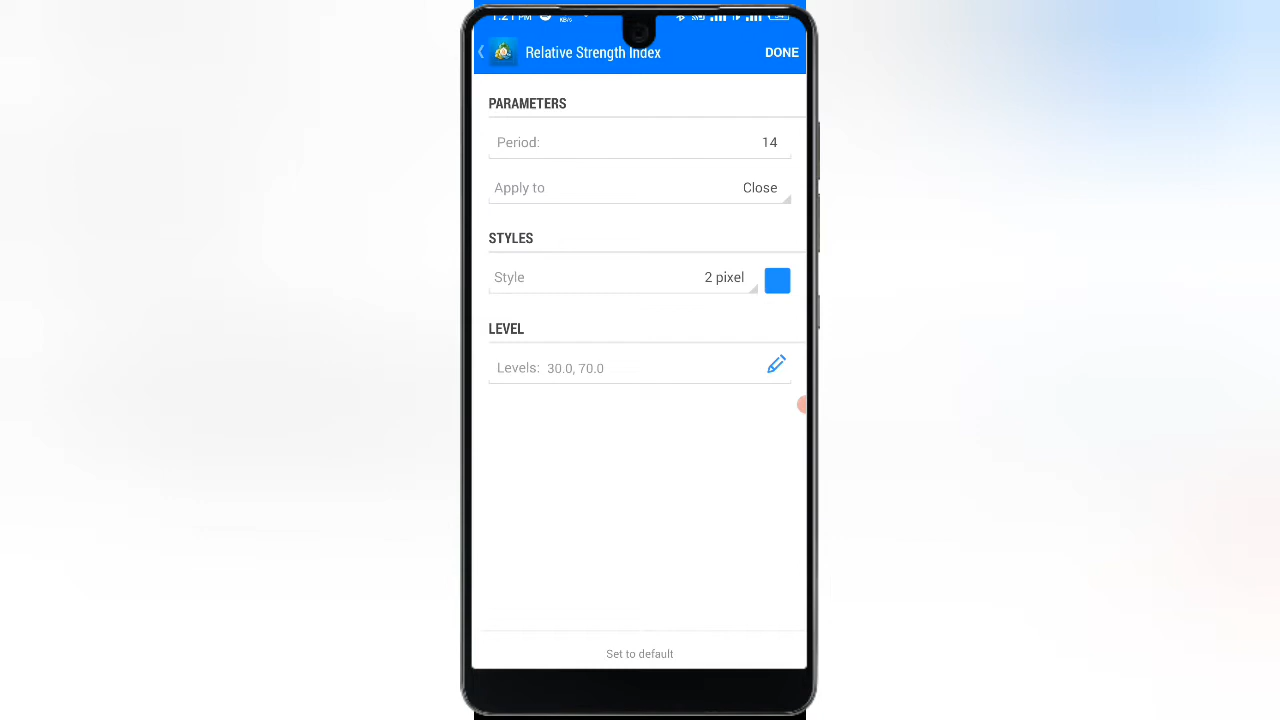 1:21 PM KB/S
Relative Strength Index DONE
PARAMETERS
Period: 14
Apply to Close
STYLES
Style 2 pixel
LEVEL
Levels: 30.0, 70.0
Set to default